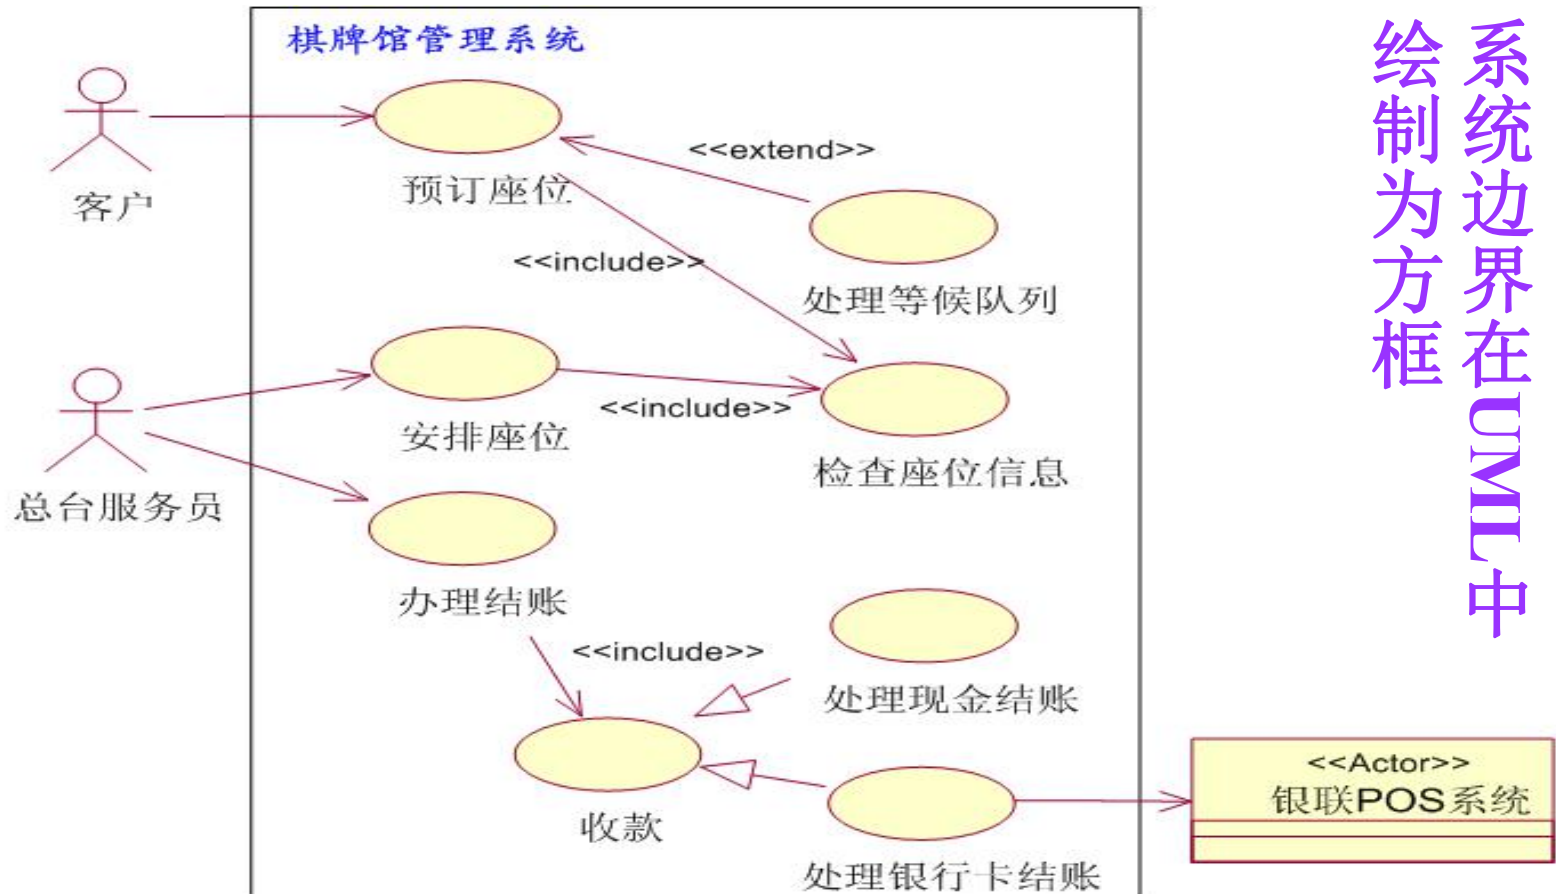 棋牌馆管理系统
系统边界在UML中
绘制为方框
<<extend>>
预订座位
客户
<<include>>
处理等候队列
<<include>>
安排座位
检查座位信息
总台服务员
办理结账
<<include>>
处理现金结账
<<Actor>>
银联POS系统
收款
处理银行卡结账